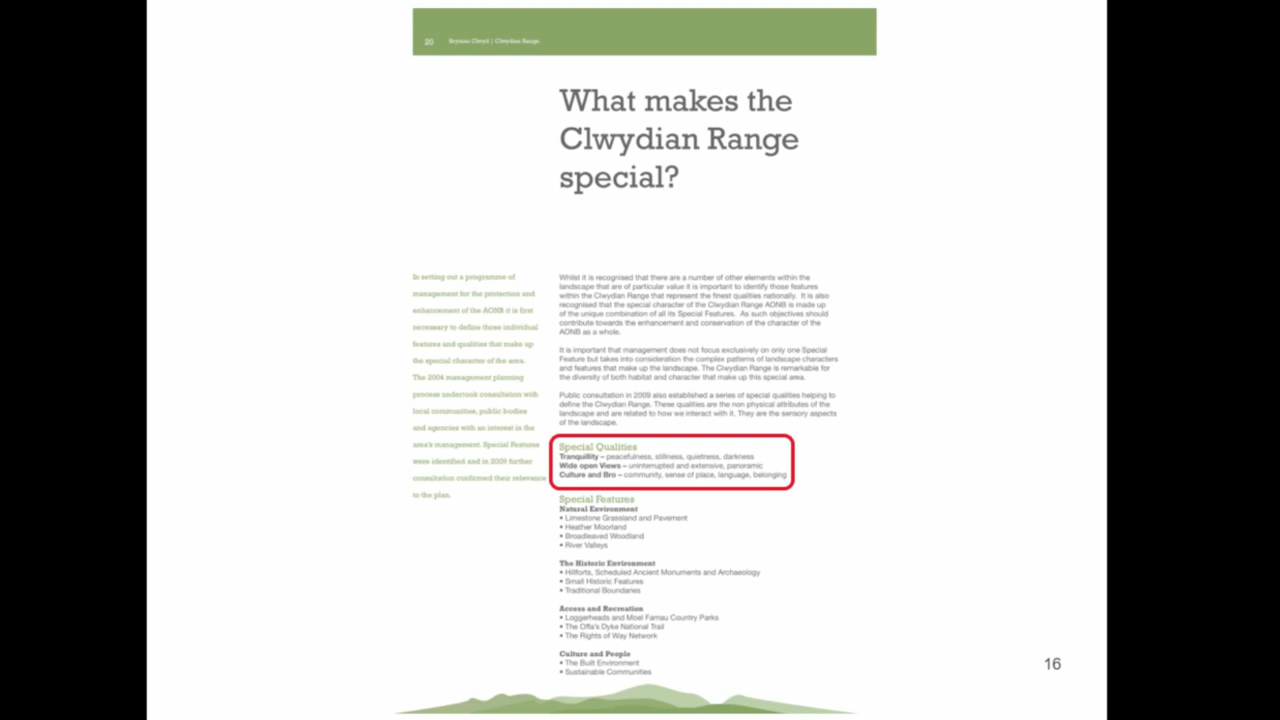 20 Bryniau Clwyd | Clwydian Range
What makes the
Clwydian Range
special?
In setting out a programme of
management for the protection and
enhancement of the AONB it is first
necessary to define those individual
features and qualities that make up
the special character of the area.
The 2004 management planning
process undertook consultation with
local communities, public bodies
and agencies with an interest in the
area's management. Special Features
were identified and in 2009 further
consultation confirmed their relevance
to the plan.
Whilst it is recognised that there are a number of other elements within the
landscape that are of particular value it is important to identify those features
within the Clwydian Range that represent the finest qualities nationally. It is also
recognised that the special character of the Clwydian Range AONB is made up
of the unique combination of all its Special Features. As such objectives should
contribute towards the enhancement and conservation of the character of the
AONB as a whole.
It is important that management does not focus exclusively on only one Special
Feature but takes into consideration the complex patterns of landscape characters
and features that make up the landscape. The Clwydian Range is remarkable for
the diversity of both habitat and character that make up this special area.
Public consultation in 2009 also established a series of special qualities helping to
define the Clwydian Range. These qualities are the non physical attributes of the
landscape and are related to how we interact with it. They are the sensory aspects
of the landscape.
Special Qualities
Tranquillity – peacefulness, stillness, quietness, darkness
Wide open Views – uninterrupted and extensive, panoramic
Culture and Bro – community, sense of place, language, belonging
Special Features
Natural Environment
• Limestone Grassland and Pavement
• Heather Moorland
• Broadleaved Woodland
• River Valleys
The Historic Environment
• Hillforts, Scheduled Ancient Monuments and Archaeology
• Small Historic Features
• Traditional Boundaries
Access and Recreation
• Loggerheads and Moel Famau Country Parks
• The Offa's Dyke National Trail
• The Rights of Way Network
Culture and People
• The Built Environment
• Sustainable Communities
16